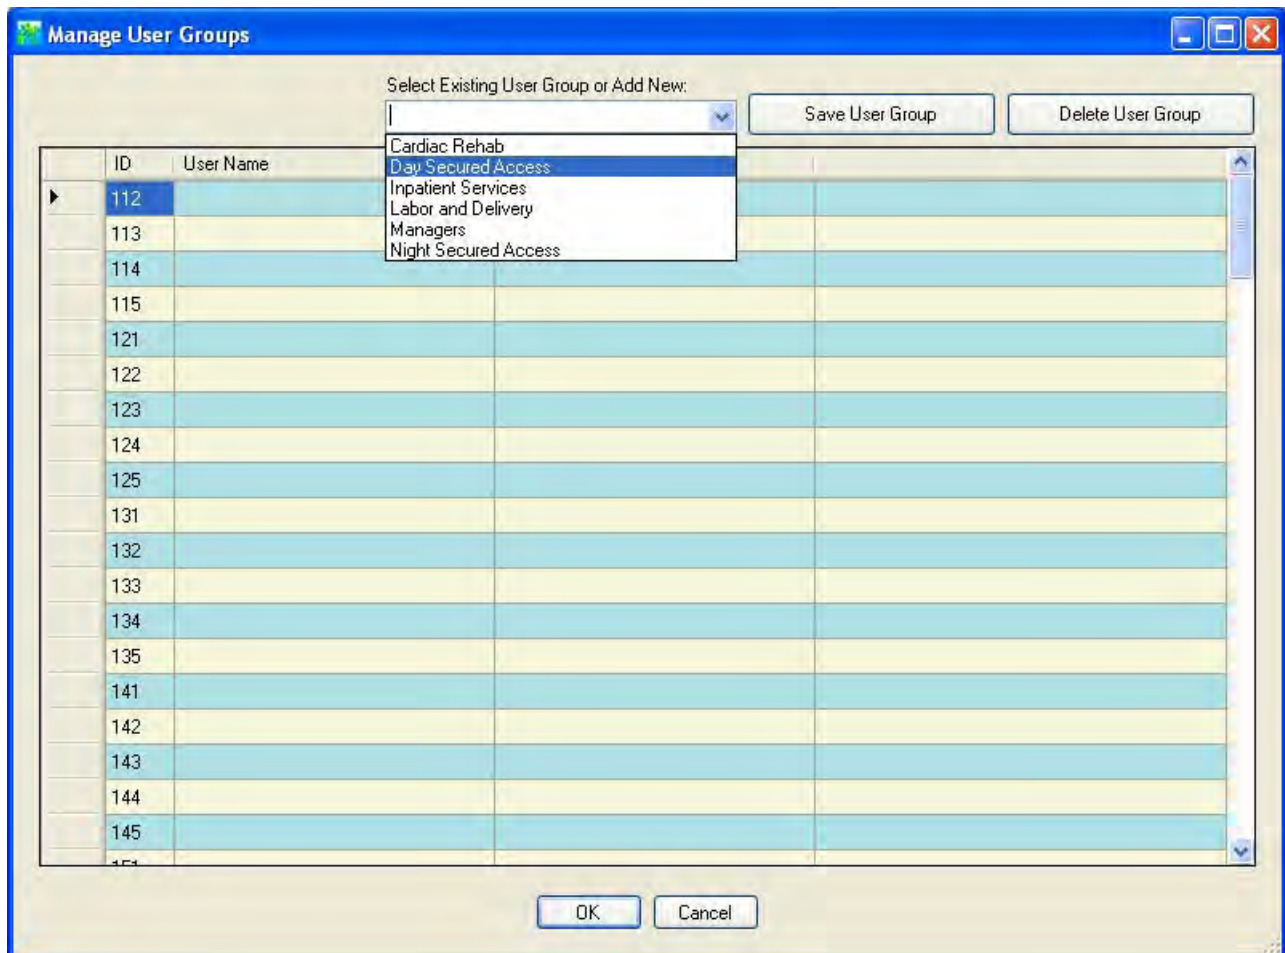 Manage User Groups
Select Existing User Group or Add New:
Save User Group
Delete User Group
Cardiac Rehab
Day Secured Access
Inpatient Services
Labor and Delivery
Managers
Night Secured Access
ID User Name
112
113
114
115
121
122
123
124
125
131
132
133
134
135
141
142
143
144
145
OK Cancel